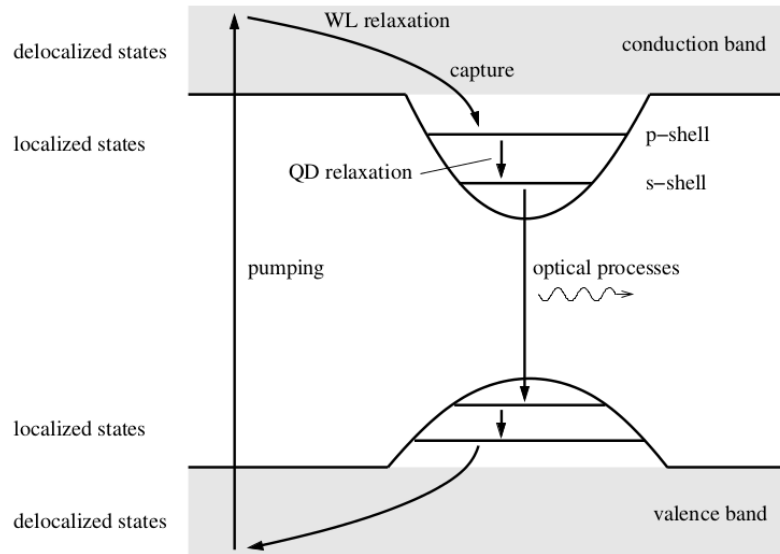 WL relaxation
delocalized states
conduction band
capture
localized states
p-shell
QD relaxation
s-shell
pumping
optical processes
localized states
delocalized states
valence band